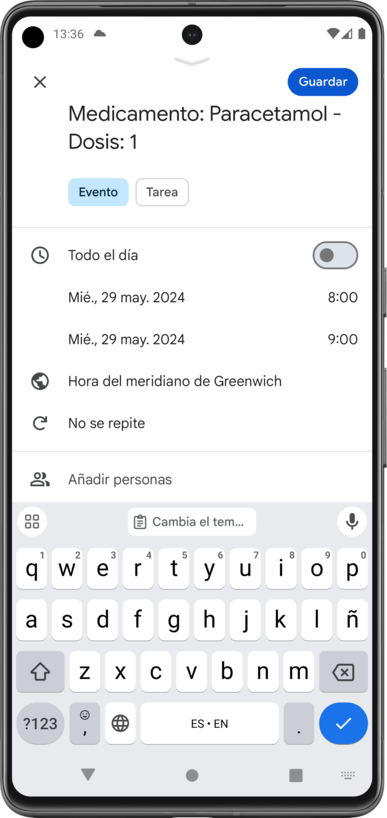 13:36
Guardar
Medicamento: Paracetamol -
Dosis: 1
Evento
Tarea
Todo el día
Mié., 29 may. 2024 8:00
Mié., 29 may. 2024 9:00
Hora del meridiano de Greenwich
No se repite
Añadir personas
Cambia el tem...
1 2 3 4 5 6 7 8 9 0
q w e r t y u i o p
a s d f g h j k l ñ
z x c v b n m
?123 , ES • EN .